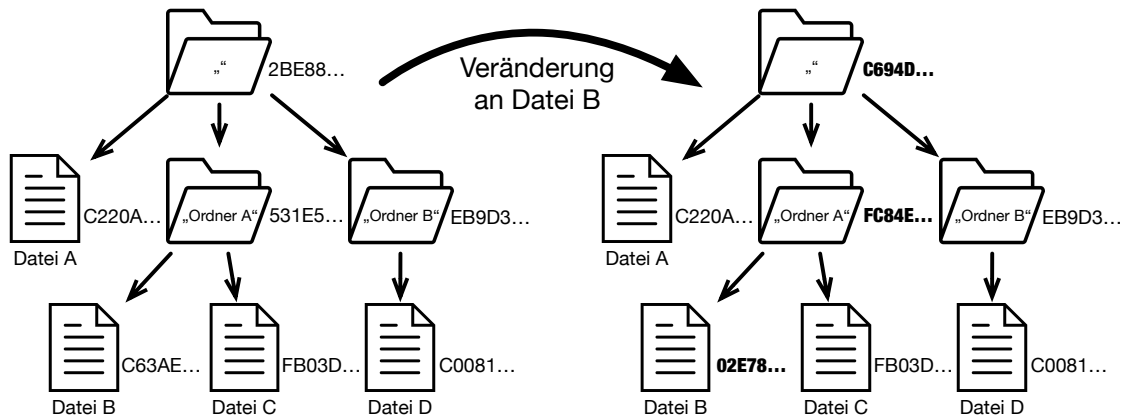 „“
2BE88…
Veränderung
an Datei B
„“
C694D…
C220A…
Datei A
„Ordner A“
531E5…
„Ordner B“
EB9D3…
C220A…
Datei A
„Ordner A“
FC84E…
„Ordner B“
EB9D3…
C63AE…
Datei B
FB03D…
Datei C
C0081…
Datei D
02E78…
Datei B
FB03D…
Datei C
C0081…
Datei D